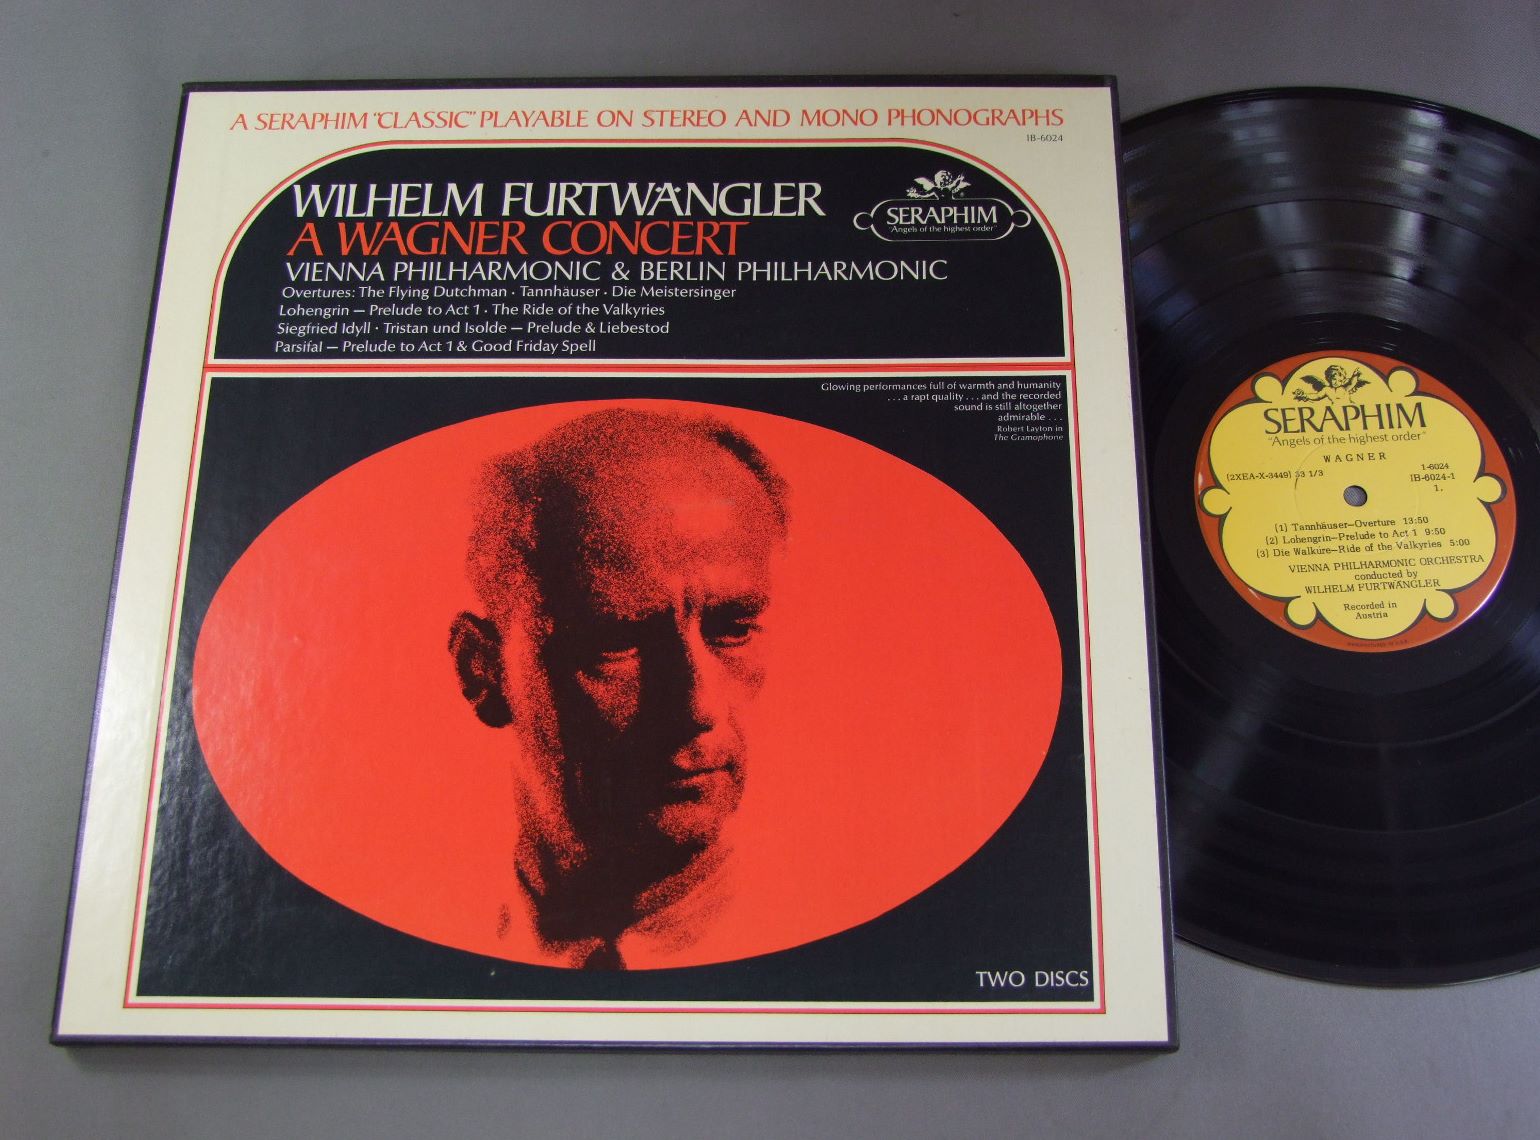 A SERAPHIM "CLASSIC" PLAYABLE ON STEREO AND MONO PHONOGRAPHS
IB-6024
WILHELM FURTWÄNGLER
A WAGNER CONCERT
VIENNA PHILHARMONIC & BERLIN PHILHARMONIC
Overtures: The Flying Dutchman · Tannhäuser · Die Meistersinger
Lohengrin — Prelude to Act 1 · The Ride of the Valkyries
Siegfried Idyll · Tristan und Isolde — Prelude & Liebestod
Parsifal — Prelude to Act 1 & Good Friday Spell
SERAPHIM
"Angels of the highest order"
Glowing performances full of warmth and humanity
. . . a rapt quality . . . and the recorded
sound is still altogether
admirable . . .
Robert Layton in
The Gramophone
TWO DISCS
SERAPHIM
"Angels of the highest order"
WAGNER
(2XEA-X-3449) 33 1/3
1-6024
IB-6024-1
1.
(1) Tannhäuser—Overture 13:50
(2) Lohengrin—Prelude to Act 1 9:50
(3) Die Walküre—Ride of the Valkyries 5:00
VIENNA PHILHARMONIC ORCHESTRA
conducted by
WILHELM FURTWÄNGLER
Recorded in
Austria